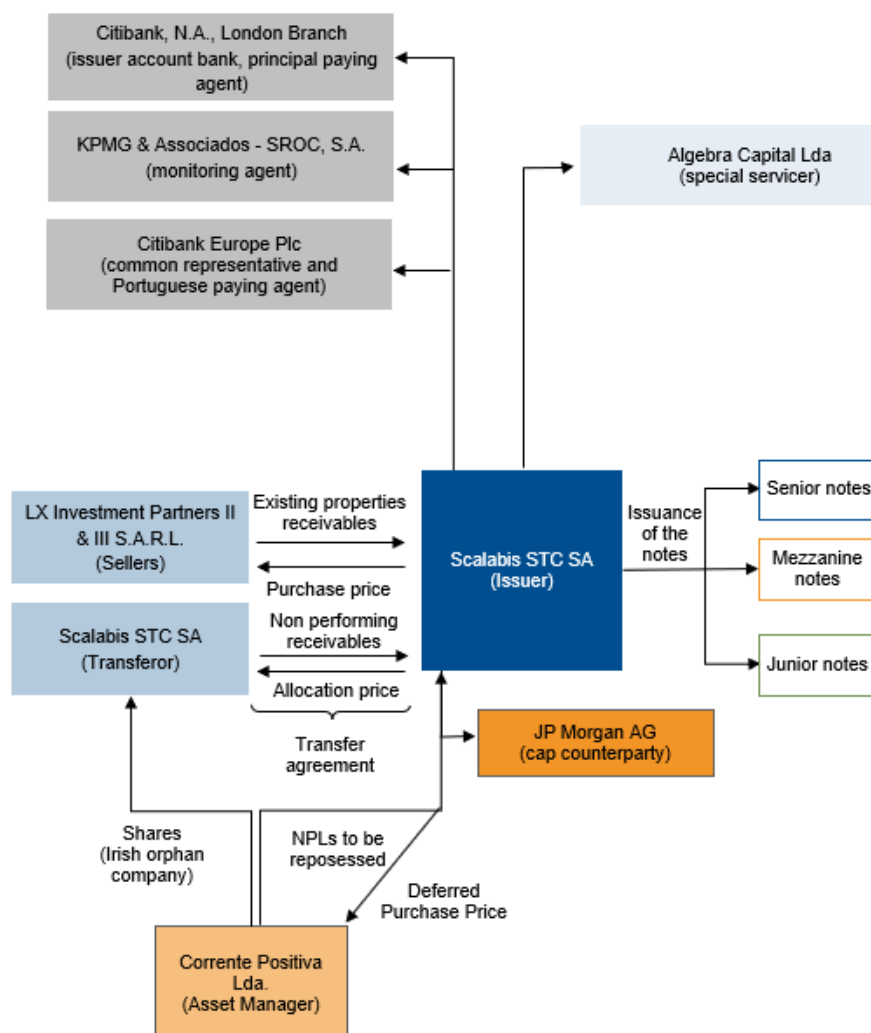 Citibank, N.A., London Branch
(issuer account bank, principal paying
agent)
KPMG & Associados - SROC, S.A.
(monitoring agent)
Citibank Europe Plc
(common representative and
Portuguese paying agent)
Algebra Capital Lda
(special servicer)
LX Investment Partners II
& III S.A.R.L.
(Sellers)
Existing properties
receivables
Purchase price
Scalabis STC SA
(Transferor)
Non performing
receivables
Allocation price
Transfer
agreement
Scalabis STC SA
(Issuer)
Issuance
of the
notes
Senior notes
Mezzanine
notes
Junior notes
JP Morgan AG
(cap counterparty)
Shares
(Irish orphan
company)
NPLs to be
reposessed
Deferred
Purchase Price
Corrente Positiva
Lda.
(Asset Manager)